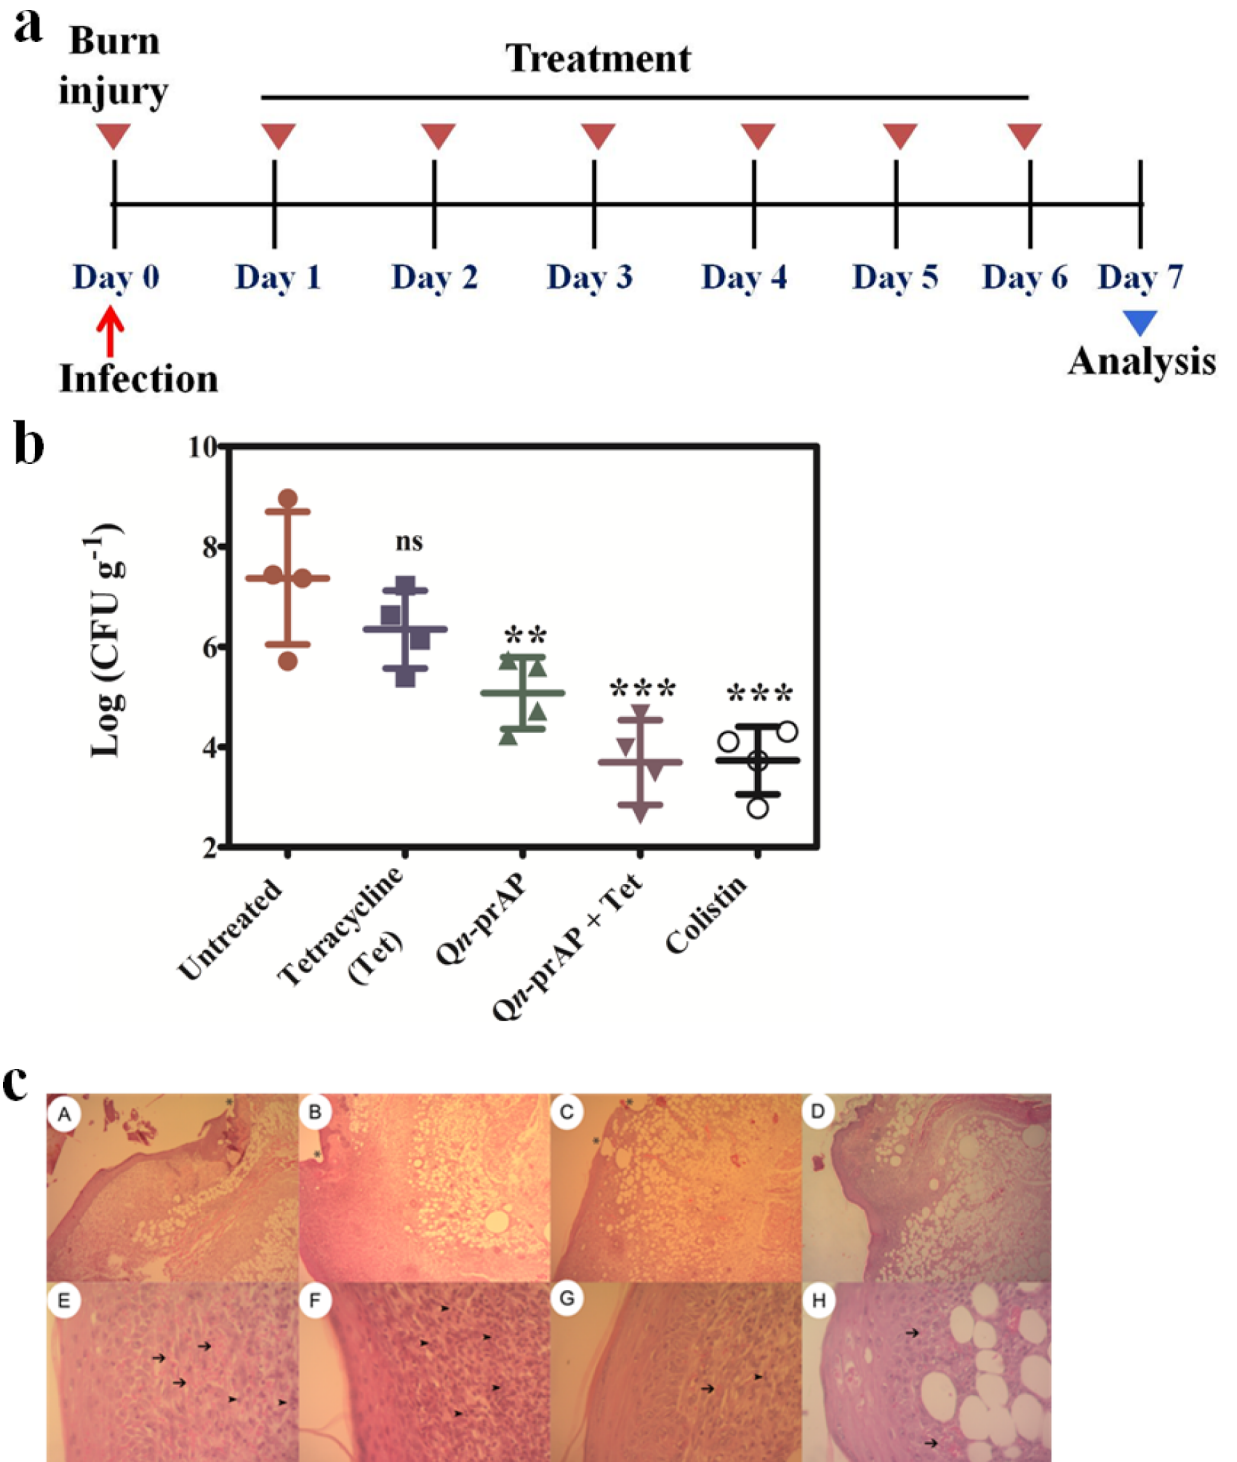 a
Burn
injury
Treatment
Day 0
Day 1
Day 2
Day 3
Day 4
Day 5
Day 6
Day 7
Infection
Analysis
b
Log (CFU g⁻¹)
10
8
6
4
2
ns
**
***
***
Untreated
Tetracycline
(Tet)
Qn-prAP
Qn-prAP + Tet
Colistin
c
A
B
C
D
E
F
G
H